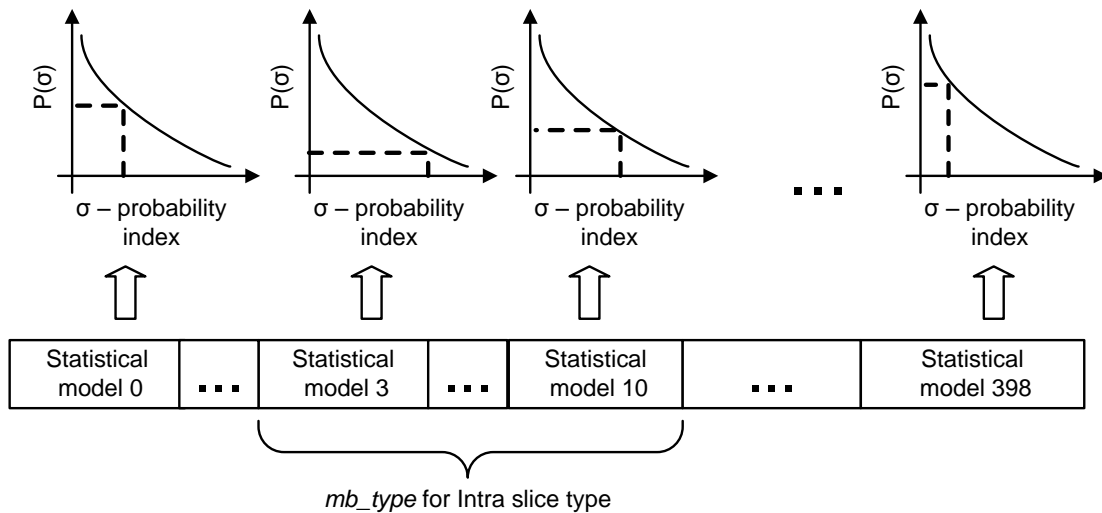 P(σ)
σ – probability
index
P(σ)
σ – probability
index
P(σ)
σ – probability
index
...
P(σ)
σ – probability
index
Statistical
model 0
...
Statistical
model 3
...
Statistical
model 10
...
Statistical
model 398
mb_type for Intra slice type